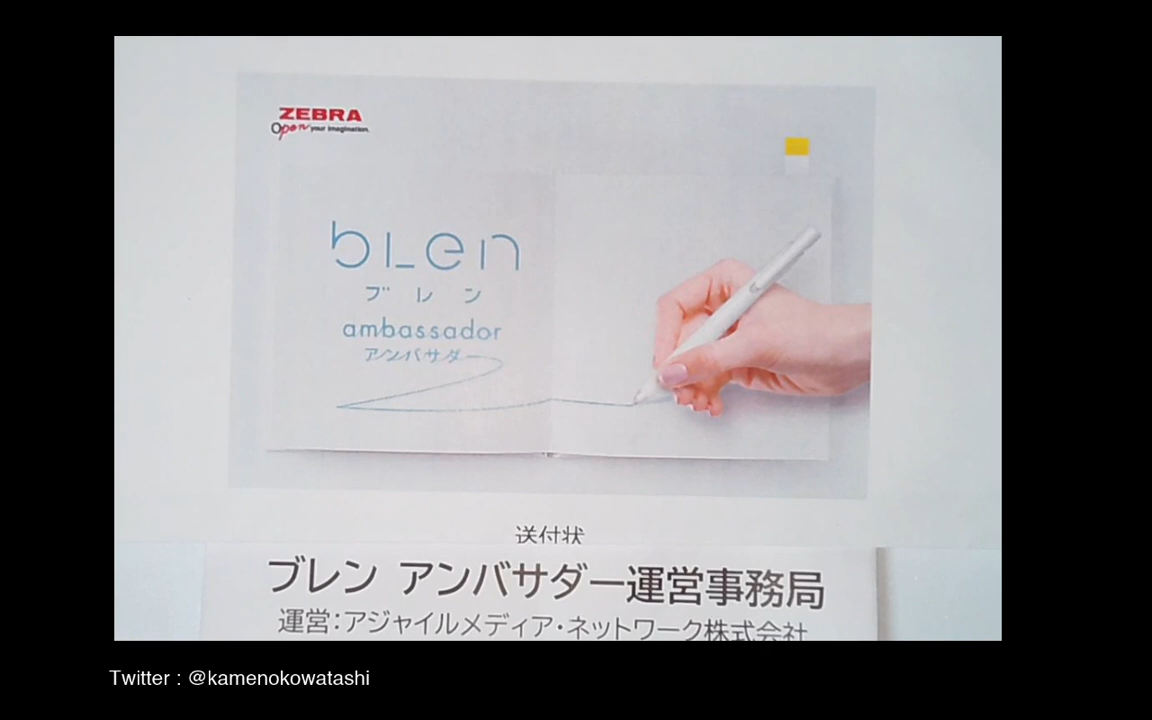 ZEBRA
Open your imagination.
bLen
ブレン
ambassador
アンバサダー
送付状
ブレン アンバサダー運営事務局
運営：アジャイルメディア・ネットワーク株式会社
Twitter : @kamenokowatashi